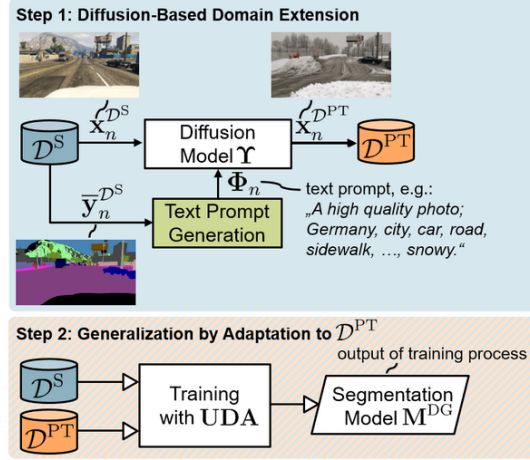 Step 1: Diffusion-Based Domain Extension
x_n^{D^S}
x_n^{D^PT}
D^S
Diffusion
Model Υ
D^PT
Φ_n
text prompt, e.g.:
„A high quality photo;
Germany, city, car, road,
sidewalk, …, snowy.“
ȳ_n^{D^S}
Text Prompt
Generation
Step 2: Generalization by Adaptation to D^PT
output of training process
D^S
D^PT
Training
with UDA
Segmentation
Model M^DG